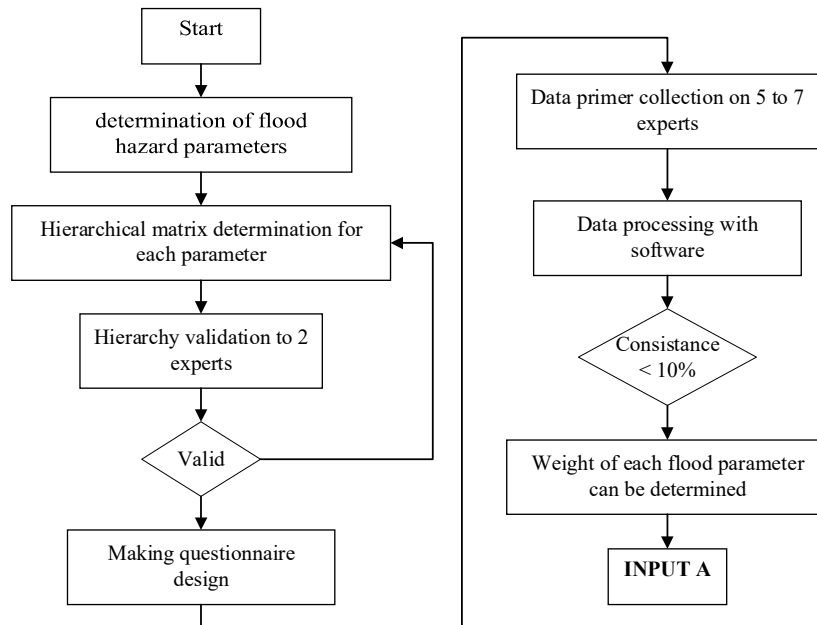 Start
determination of flood
hazard parameters
Hierarchical matrix determination for
each parameter
Hierarchy validation to 2
experts
Valid
Making questionnaire
design
Data primer collection on 5 to 7
experts
Data processing with
software
Consistance
< 10%
Weight of each flood parameter
can be determined
INPUT A